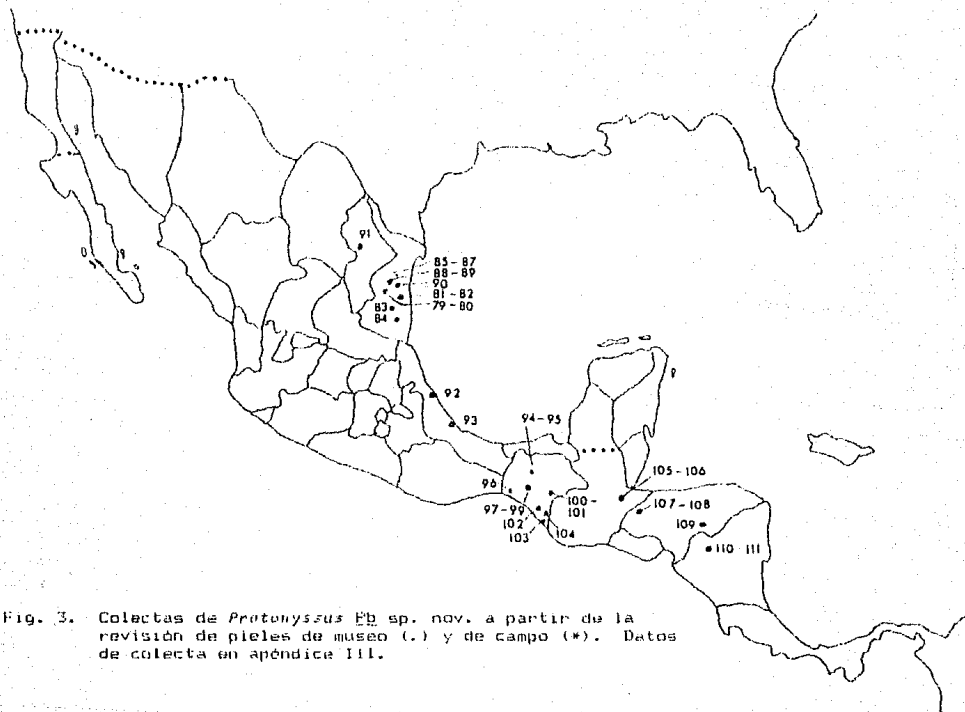 91
85 - 87
88 - 89
90
81 - 82
79 - 80
83
84
92
93
94 - 95
96
97 - 99
102
103
104
100 -
101
105 - 106
107 - 108
109
110 - 111
Fig. 3. Colectas de Protonyssus Pb sp. nov. a partir de la
revisión de pieles de museo (.) y de campo (*). Datos
de colecta en apéndice III.